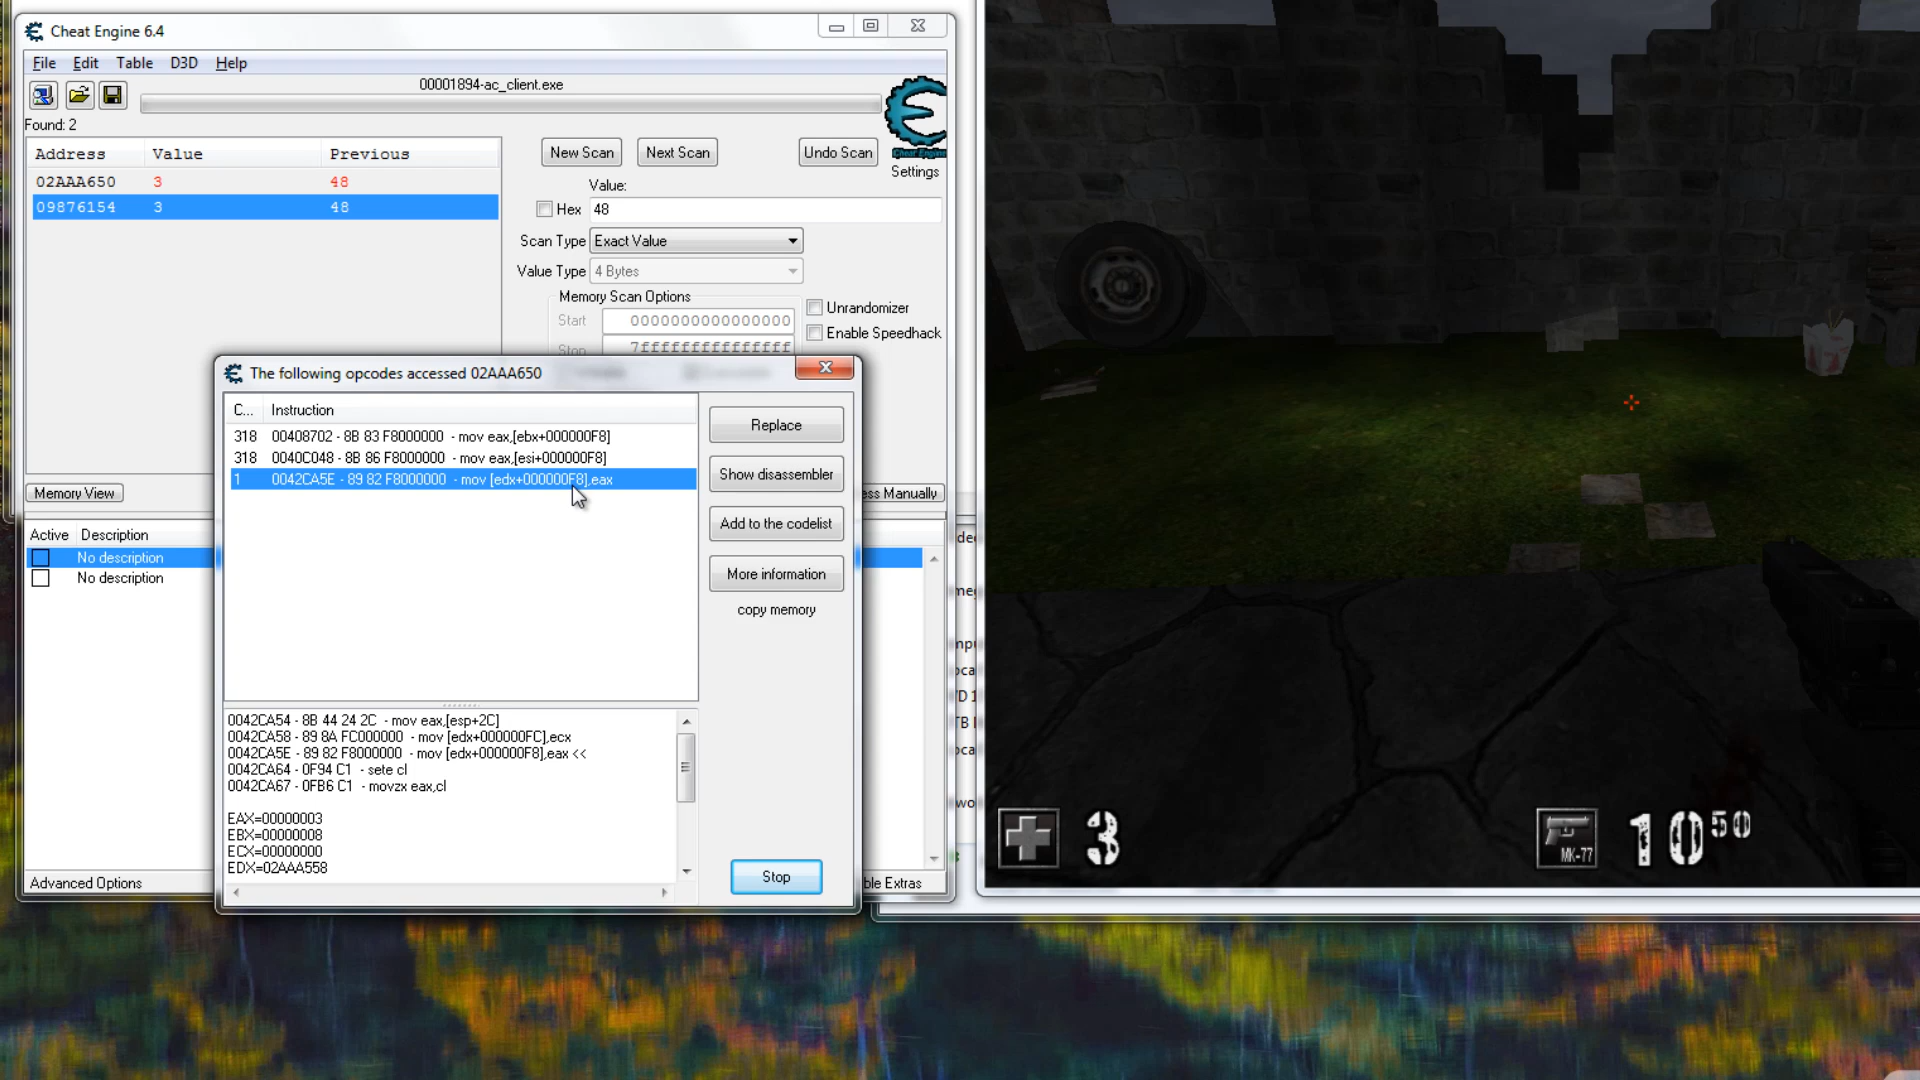 Cheat Engine 6.4
File Edit Table D3D Help
00001894-ac_client.exe
Found: 2
Address Value Previous
02AAA650 3 48
09876154 3 48
New Scan Next Scan Undo Scan
Cheat Engine
Settings
Value:
Hex 48
Scan Type Exact Value
Value Type 4 Bytes
Memory Scan Options
Start 0000000000000000
Stop 7fffffffffffffff
Unrandomizer
Enable Speedhack
The following opcodes accessed 02AAA650
C... Instruction
318 00408702 - 8B 83 F8000000 - mov eax,[ebx+000000F8]
318 0040C048 - 8B 86 F8000000 - mov eax,[esi+000000F8]
1 0042CA5E - 89 82 F8000000 - mov [edx+000000F8],eax
Replace
Show disassembler
Add to the codelist
More information
copy memory
0042CA54 - 8B 44 24 2C - mov eax,[esp+2C]
0042CA58 - 89 8A FC000000 - mov [edx+000000FC],ecx
0042CA5E - 89 82 F8000000 - mov [edx+000000F8],eax <<
0042CA64 - 0F94 C1 - sete cl
0042CA67 - 0FB6 C1 - movzx eax,cl
EAX=00000003
EBX=00000008
ECX=00000000
EDX=02AAA558
Stop
Memory View
ess Manually
Active Description
No description
No description
Advanced Options
ble Extras
3
MK-77
10 50